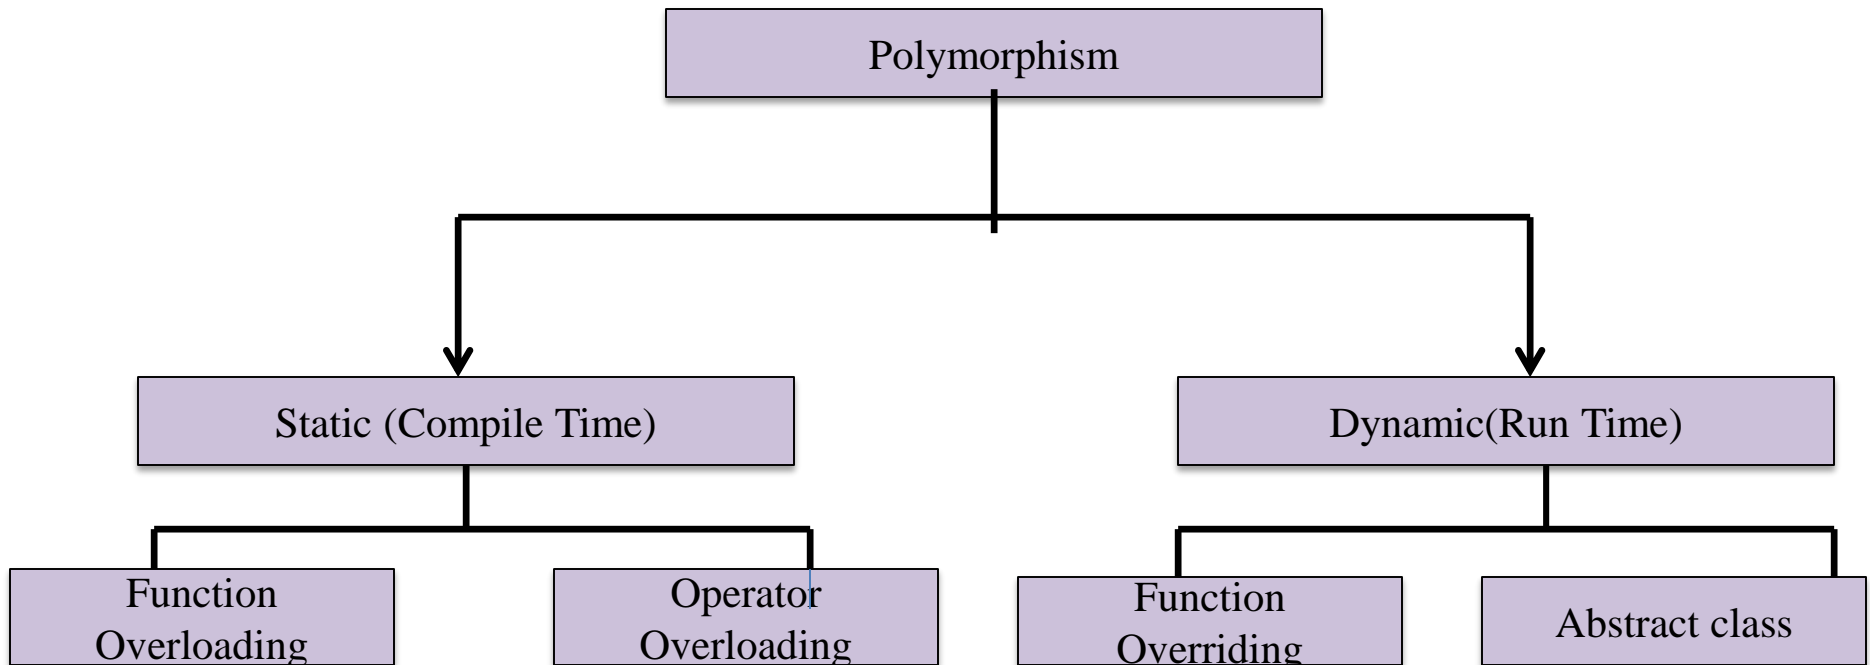 Polymorphism
Static (Compile Time)
Dynamic(Run Time)
Function
Overloading
Operator
Overloading
Function
Overriding
Abstract class